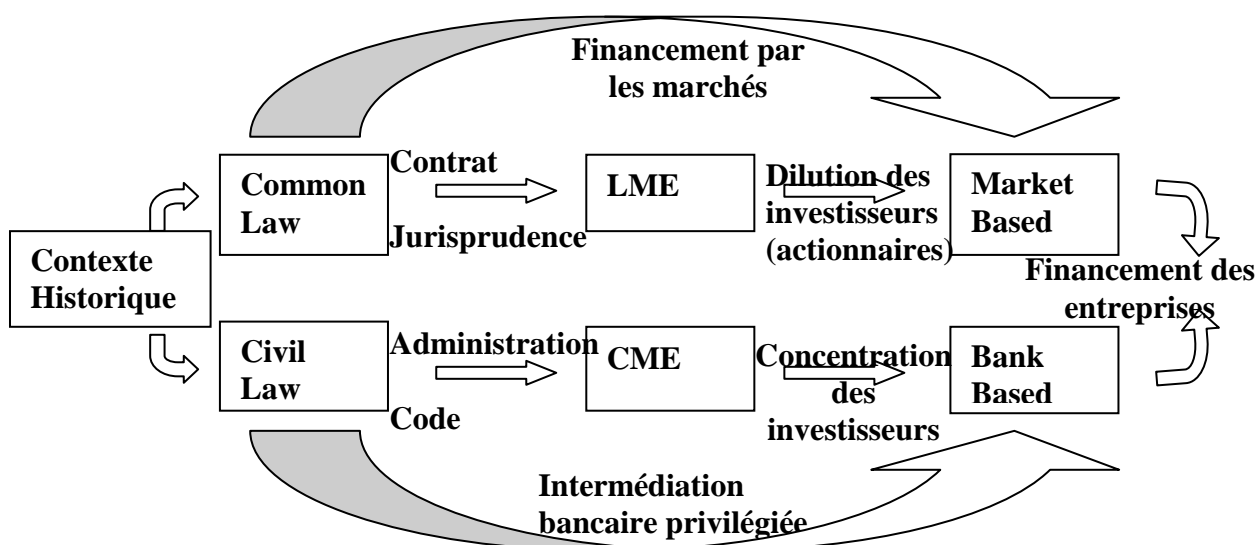 Financement par
les marchés
Contexte
Historique
Common
Law
Contrat
Jurisprudence
LME
Dilution des
investisseurs
(actionnaires)
Market
Based
Financement des
entreprises
Civil
Law
Administration
Code
CME
Concentration
des
investisseurs
Bank
Based
Intermédiation
bancaire privilégiée